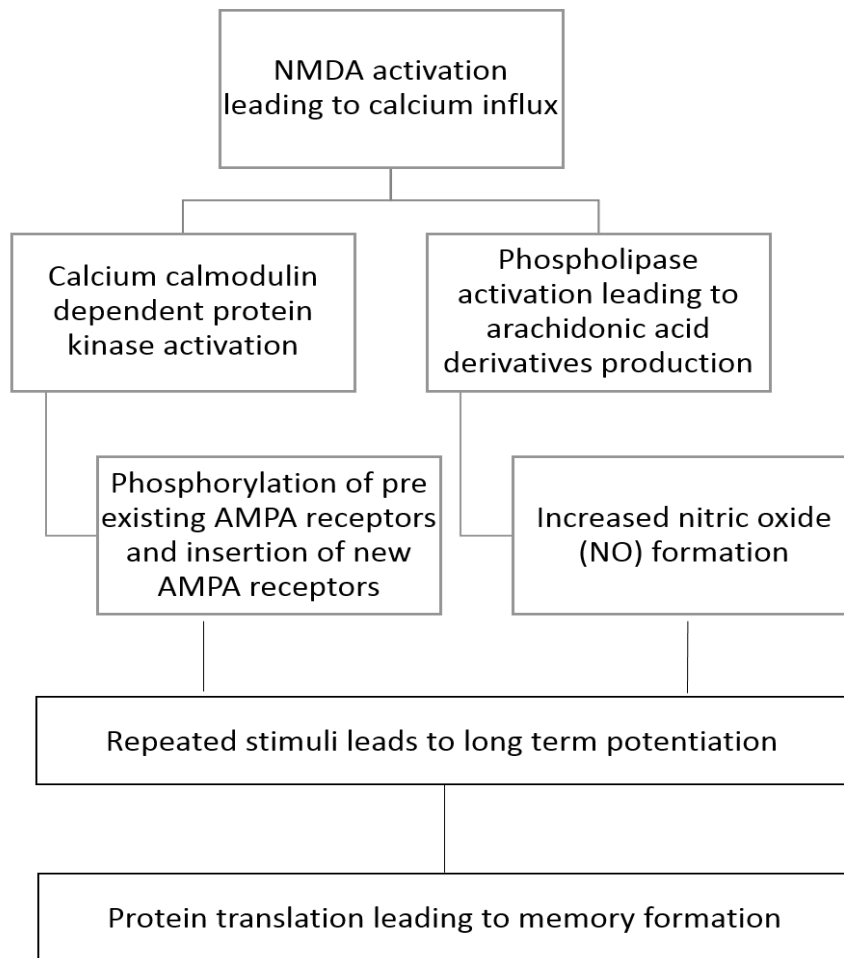 NMDA activation
leading to calcium influx
Calcium calmodulin
dependent protein
kinase activation
Phospholipase
activation leading to
arachidonic acid
derivatives production
Phosphorylation of pre
existing AMPA receptors
and insertion of new
AMPA receptors
Increased nitric oxide
(NO) formation
Repeated stimuli leads to long term potentiation
Protein translation leading to memory formation